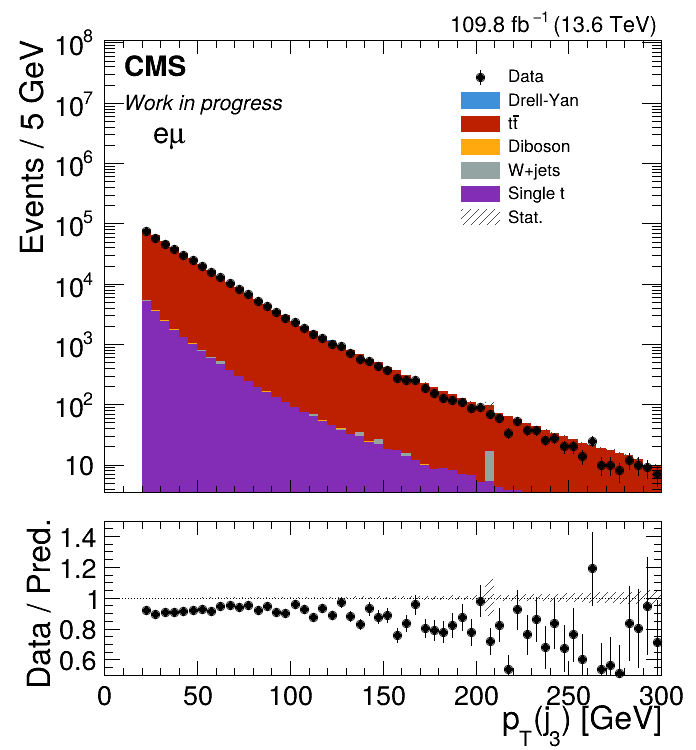 109.8 fb⁻¹ (13.6 TeV)
CMS
Work in progress
eμ
Data
Drell-Yan
tt̄
Diboson
W+jets
Single t
Stat.
Events / 5 GeV
10⁸
10⁷
10⁶
10⁵
10⁴
10³
10²
10
Data / Pred.
1.4
1.2
1
0.8
0.6
0 50 100 150 200 250 300
p_T(j_3) [GeV]